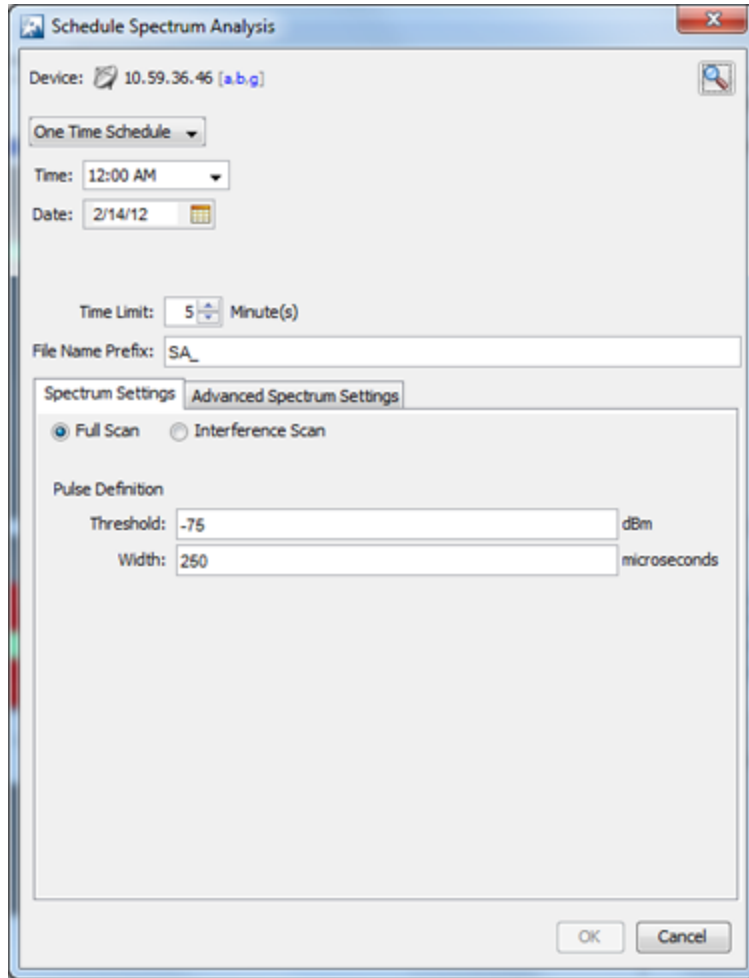 Schedule Spectrum Analysis
Device: 10.59.36.46 [a,b,g]
One Time Schedule
Time: 12:00 AM
Date: 2/14/12
Time Limit: 5 Minute(s)
File Name Prefix: SA_
Spectrum Settings Advanced Spectrum Settings
Full Scan Interference Scan
Pulse Definition
Threshold: -75 dBm
Width: 250 microseconds
OK Cancel